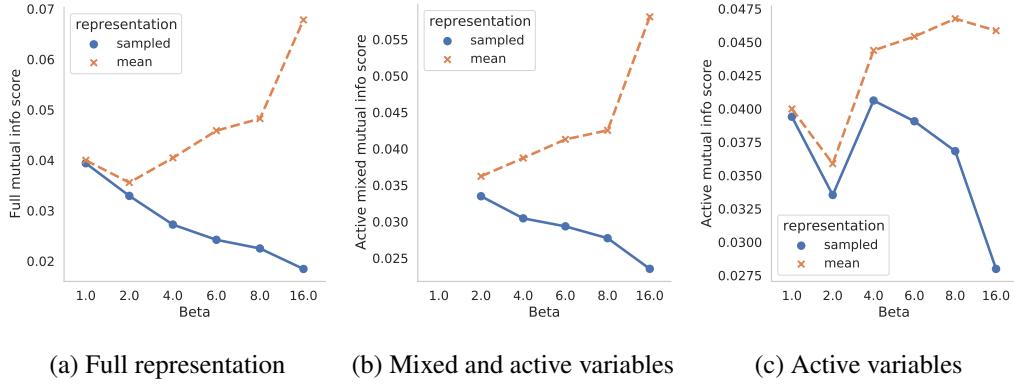 0.07
0.06
0.05
0.04
0.03
0.02
Full mutual info score
representation
sampled
mean
1.0 2.0 4.0 6.0 8.0 16.0
Beta
(a) Full representation
0.055
0.050
0.045
0.040
0.035
0.030
0.025
Active mixed mutual info score
representation
sampled
mean
1.0 2.0 4.0 6.0 8.0 16.0
Beta
(b) Mixed and active variables
0.0475
0.0450
0.0425
0.0400
0.0375
0.0350
0.0325
0.0300
0.0275
Active mutual info score
representation
sampled
mean
1.0 2.0 4.0 6.0 8.0 16.0
Beta
(c) Active variables